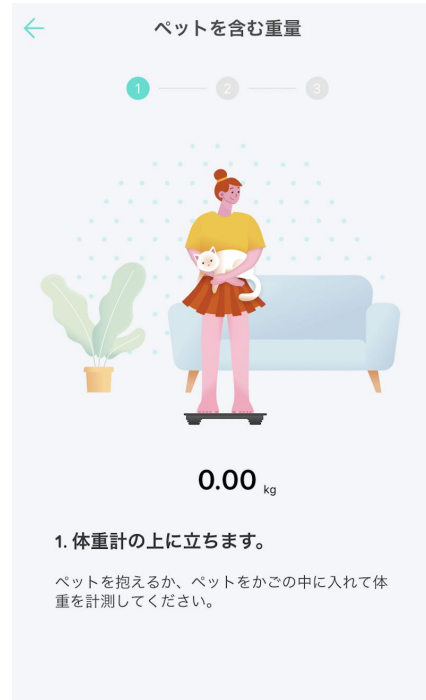 ペットを含む重量
1 2 3
0.00 kg
1. 体重計の上に立ちます。
ペットを抱えるか、ペットをかごの中に入れて体
重を計測してください。